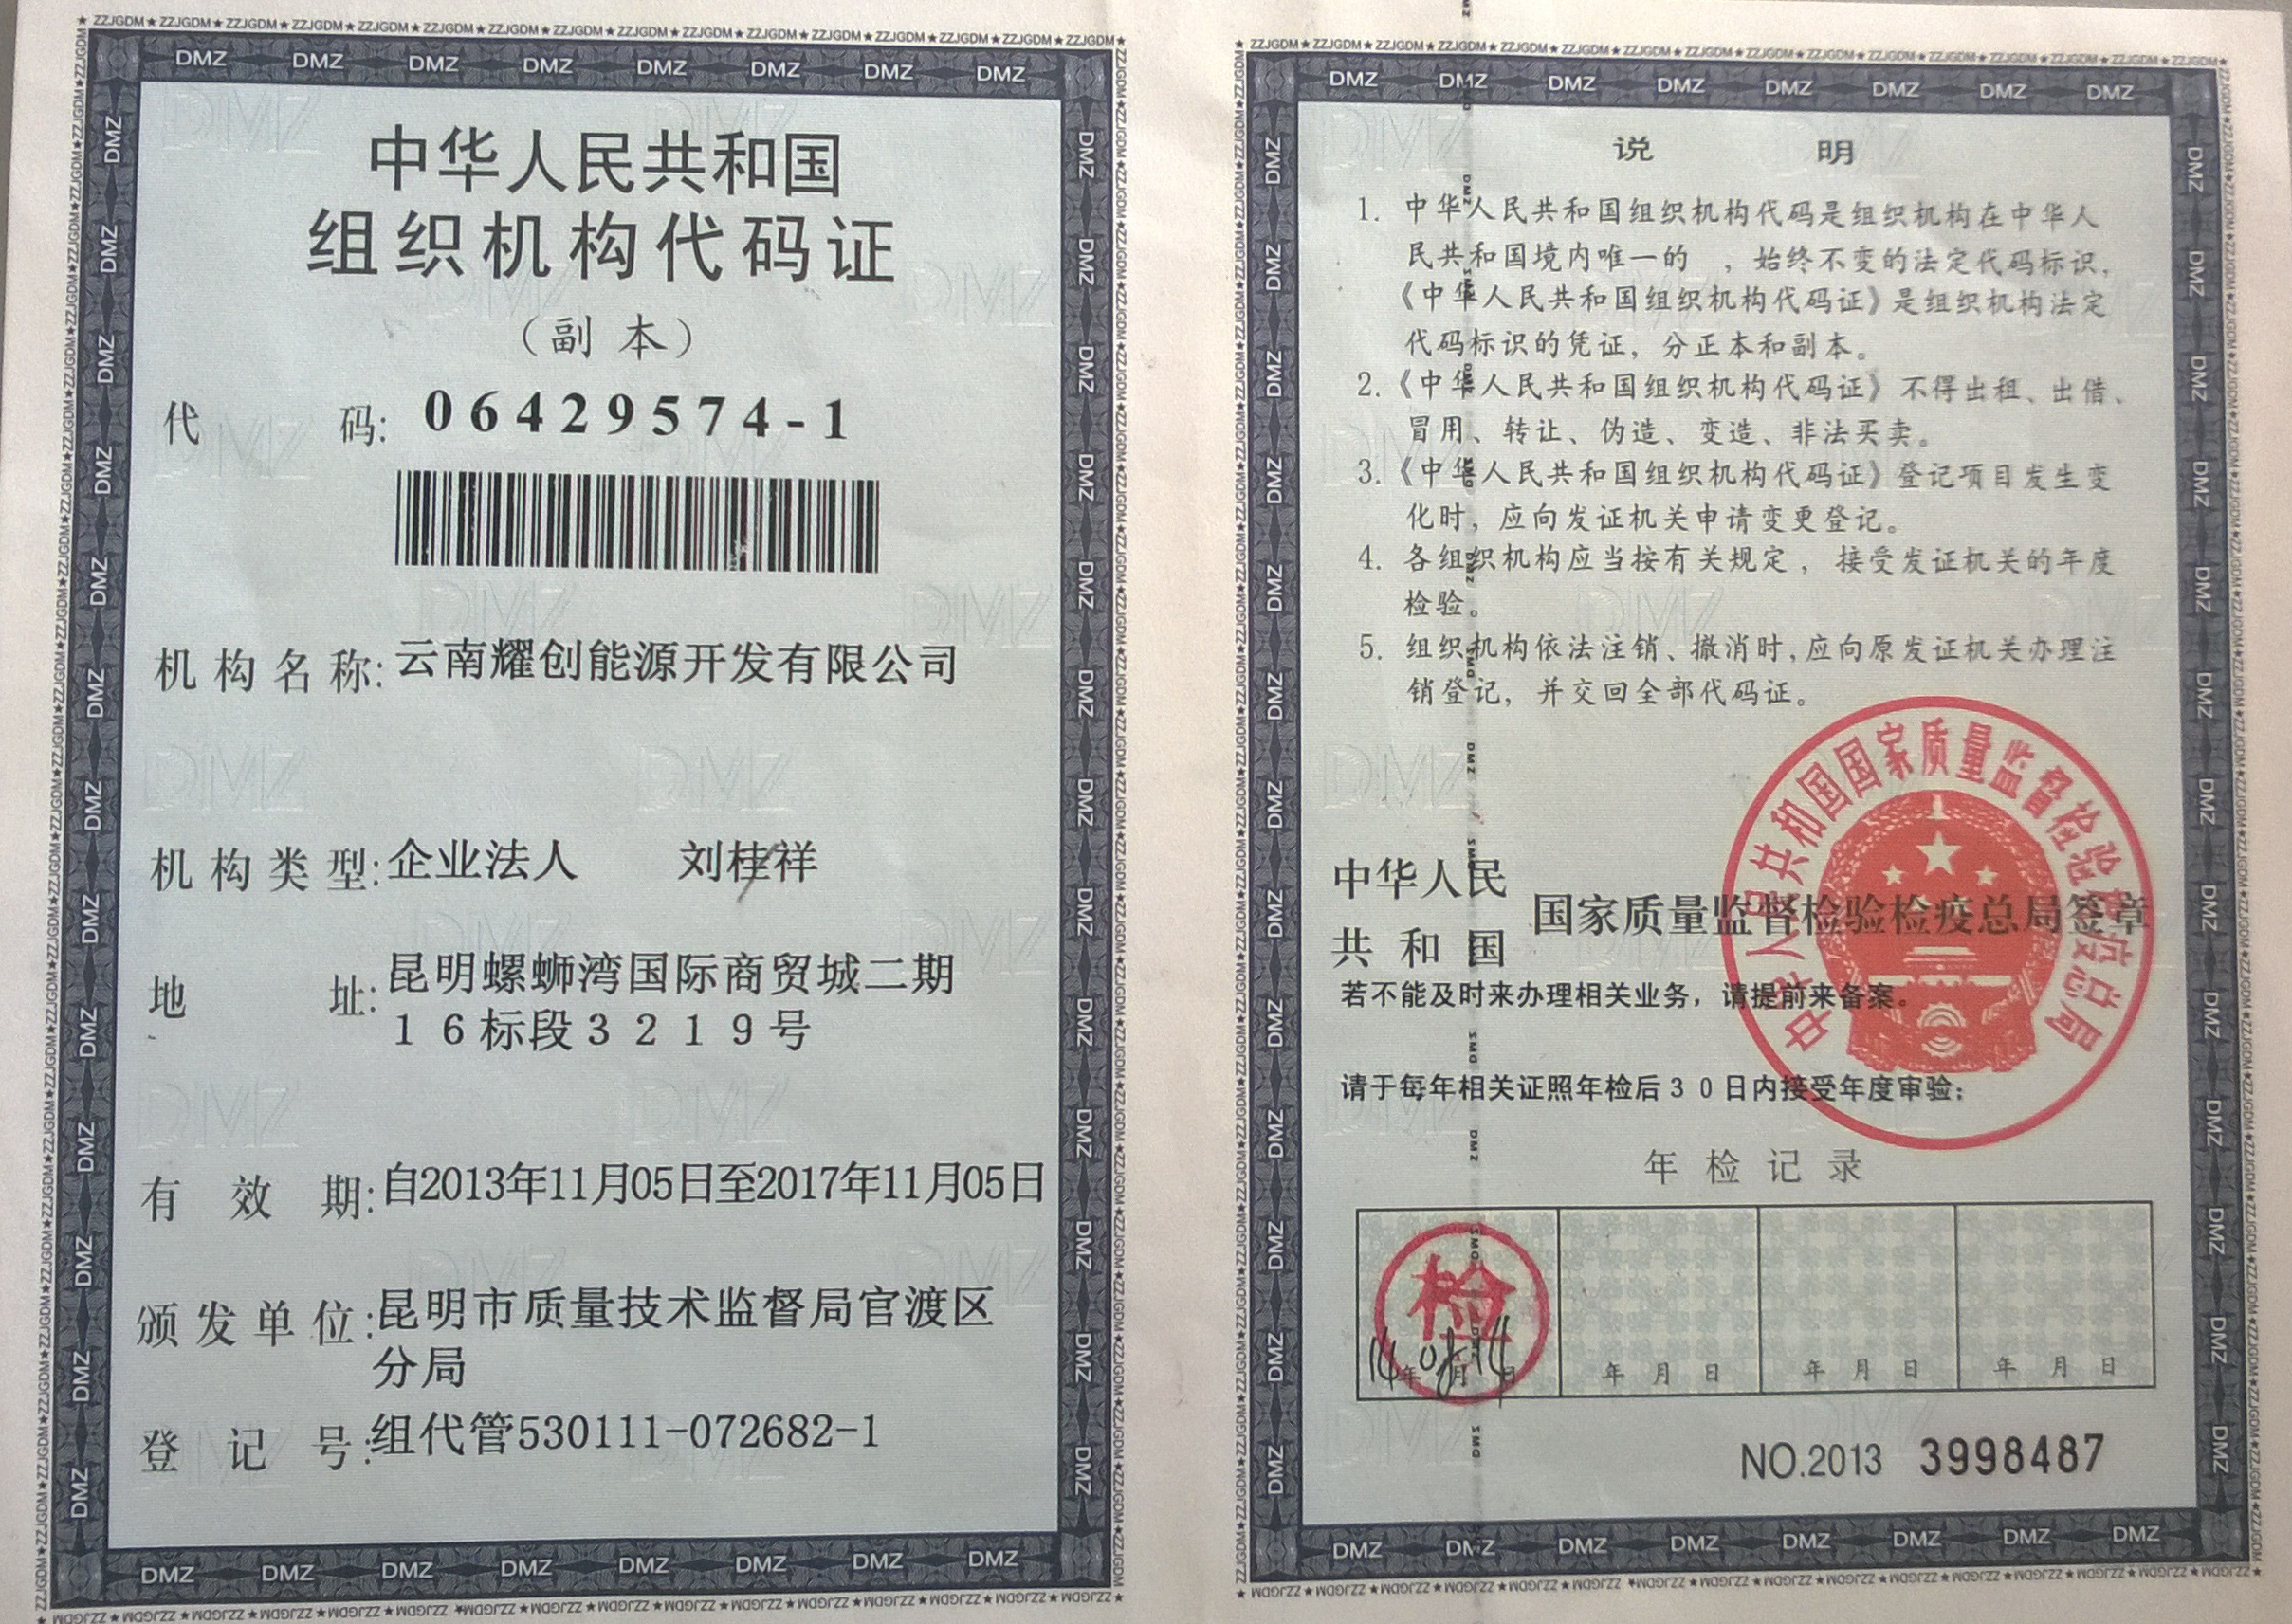 中华人民共和国
组织机构代码证
（副 本）
代 码: 06429574-1
机构名称: 云南耀创能源开发有限公司
机构类型: 企业法人 刘桂祥
地 址: 昆明螺蛳湾国际商贸城二期
16标段3219号
有 效 期: 自2013年11月05日至2017年11月05日
颁发单位: 昆明市质量技术监督局官渡区
分局
登 记 号: 组代管530111-072682-1
说 明
1. 中华人民共和国组织机构代码是组织机构在中华人
民共和国境内唯一的 ，始终不变的法定代码标识，
《中华人民共和国组织机构代码证》是组织机构法定
代码标识的凭证，分正本和副本。
2.《中华人民共和国组织机构代码证》不得出租、出借、
冒用、转让、伪造、变造、非法买卖。
3.《中华人民共和国组织机构代码证》登记项目发生变
化时，应向发证机关申请变更登记。
4. 各组织机构应当按有关规定，接受发证机关的年度
检验。
5. 组织机构依法注销、撤消时,应向原发证机关办理注
销登记，并交回全部代码证。
中华人民共和国国家质量监督检验检疫总局
中华人民
共和国 国家质量监督检验检疫总局签章
若不能及时来办理相关业务，请提前来备案。
请于每年相关证照年检后30日内接受年度审验;
年检记录
检
年 月 日
年 月 日
年 月 日
年 月 日
NO.2013 3998487